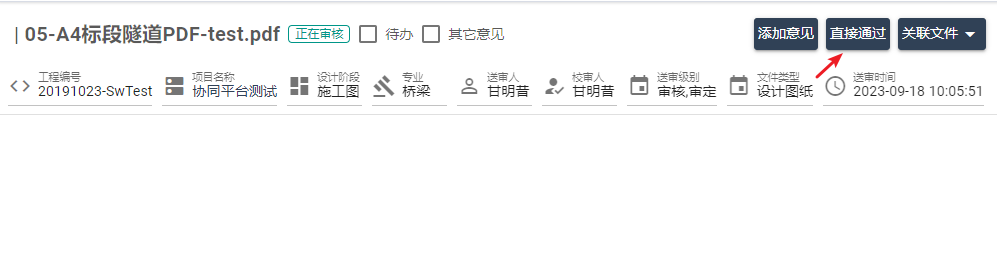 | 05-A4标段隧道PDF-test.pdf 正在审核 待办 其它意见 添加意见 直接通过 关联文件
工程编号 项目名称 设计阶段 专业 送审人 校审人 送审级别 文件类型 送审时间
20191023-SwTest 协同平台测试 施工图 桥梁 甘明昔 甘明昔 审核,审定 设计图纸 2023-09-18 10:05:51